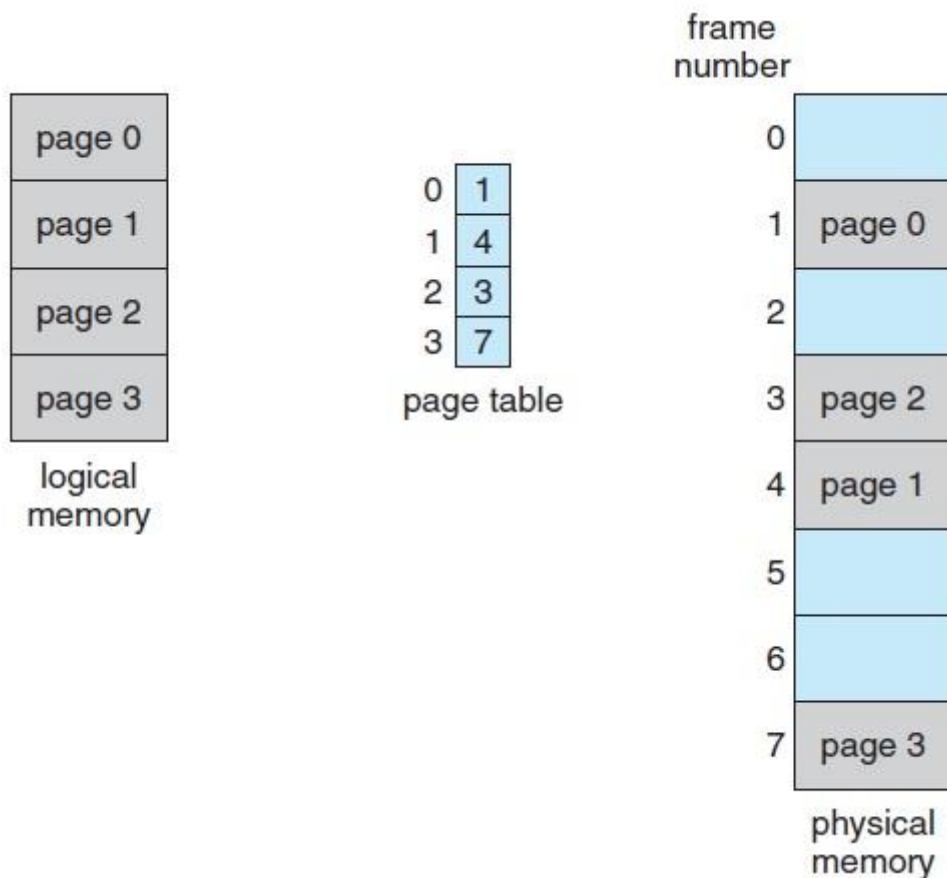 page 0
page 1
page 2
page 3
logical
memory
0 1
1 4
2 3
3 7
page table
frame
number
0
1 page 0
2
3 page 2
4 page 1
5
6
7 page 3
physical
memory